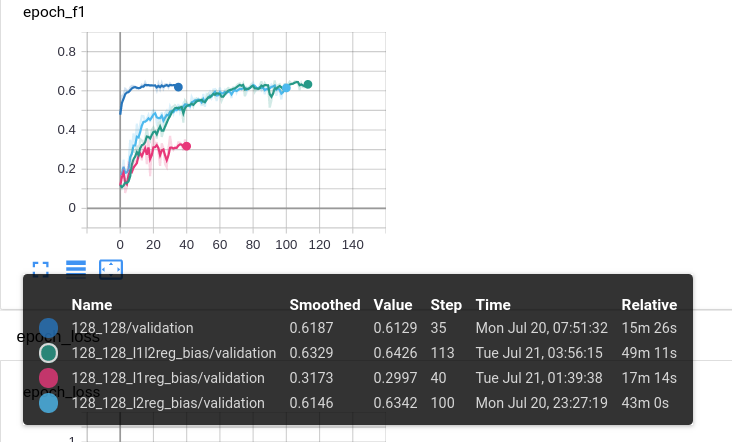 epoch_f1
0.8
0.6
0.4
0.2
0
0 20 40 60 80 100 120 140
Name Smoothed Value Step Time Relative
128_128/validation 0.6187 0.6129 35 Mon Jul 20, 07:51:32 15m 26s
epoch_loss
128_128_l1l2reg_bias/validation 0.6329 0.6426 113 Tue Jul 21, 03:56:15 49m 11s
128_128_l1reg_bias/validation 0.3173 0.2997 40 Tue Jul 21, 01:39:38 17m 14s
epoch_loss
128_128_l2reg_bias/validation 0.6146 0.6342 100 Mon Jul 20, 23:27:19 43m 0s
1